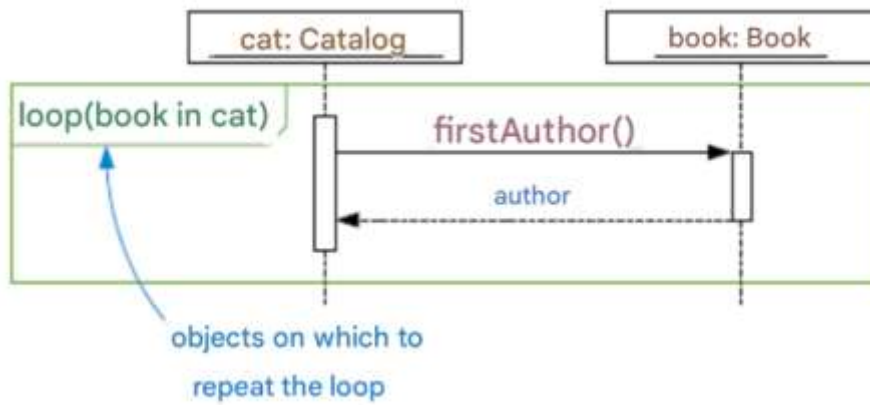 cat: Catalog
book: Book
loop(book in cat)
firstAuthor()
author
objects on which to
repeat the loop